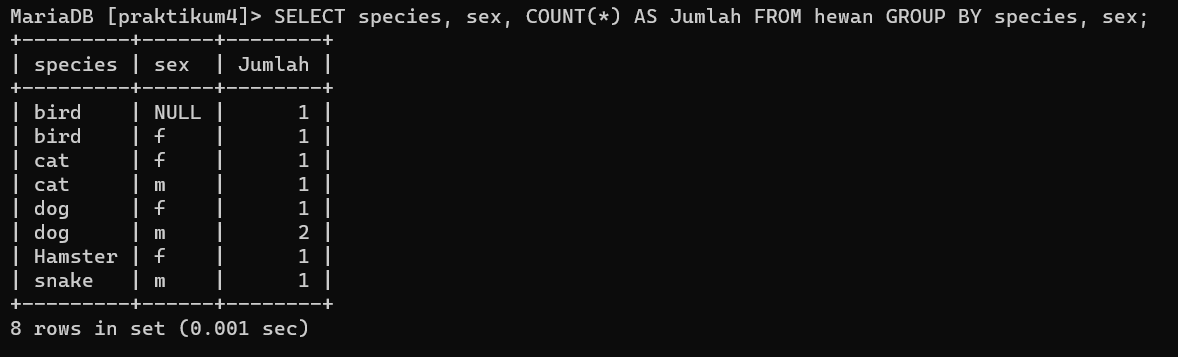 MariaDB [praktikum4]> SELECT species, sex, COUNT(*) AS Jumlah FROM hewan GROUP BY species, sex;
+---------+------+--------+
| species | sex  | Jumlah |
+---------+------+--------+
| bird    | NULL |      1 |
| bird    | f    |      1 |
| cat     | f    |      1 |
| cat     | m    |      1 |
| dog     | f    |      1 |
| dog     | m    |      2 |
| Hamster | f    |      1 |
| snake   | m    |      1 |
+---------+------+--------+
8 rows in set (0.001 sec)